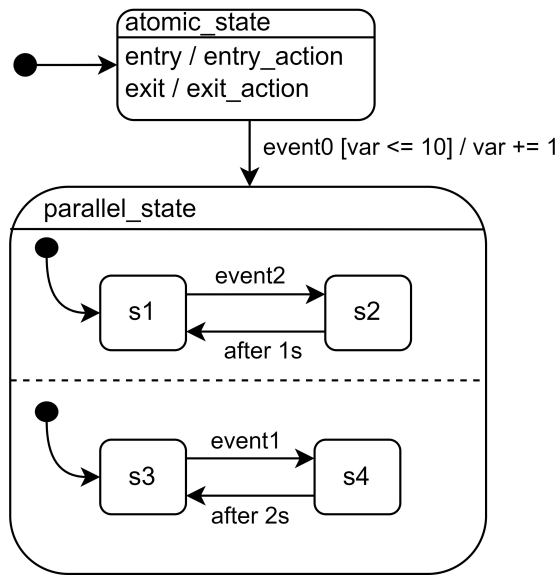 atomic_state
entry / entry_action
exit / exit_action
event0 [var <= 10] / var += 1
parallel_state
event2
s1
s2
after 1s
event1
s3
s4
after 2s